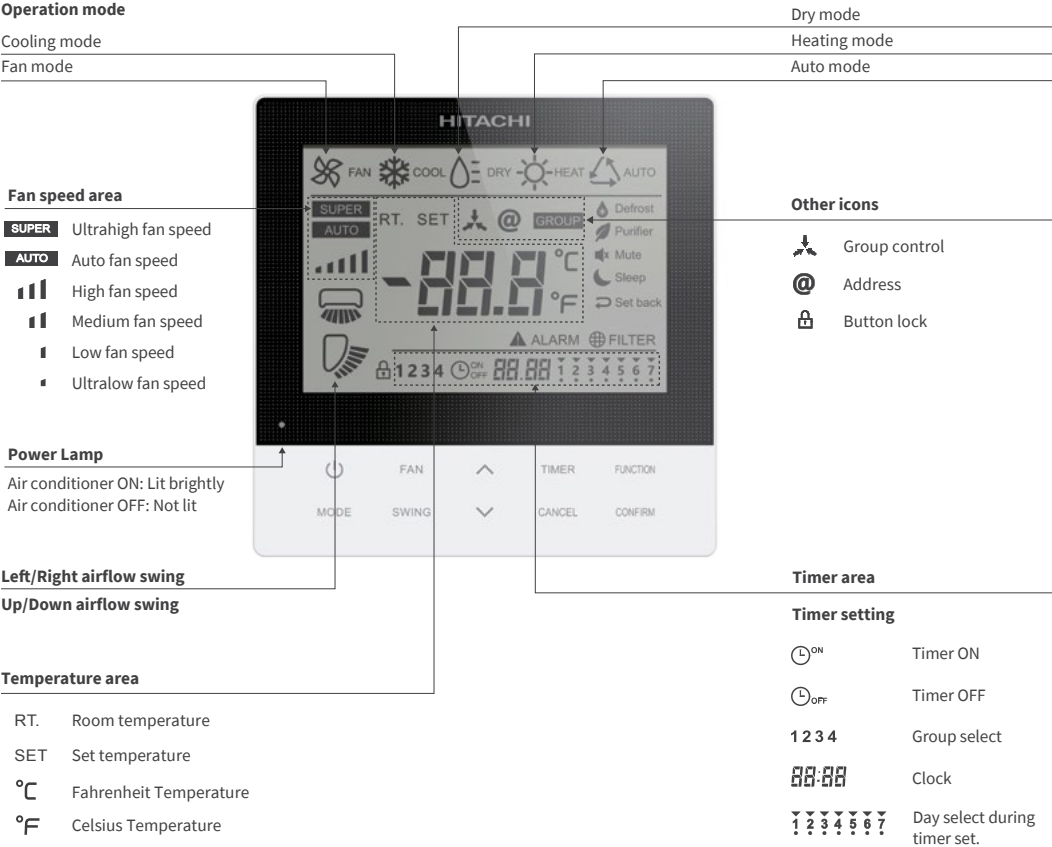 Operation mode
Cooling mode
Fan mode
Dry mode
Heating mode
Auto mode
HITACHI
FAN COOL DRY HEAT AUTO
SUPER
AUTO
RT. SET
@ GROUP
-88.8
°C
°F
Defrost
Purifier
Mute
Sleep
Set back
ALARM FILTER
1234 ON OFF 88:88 1 2 3 4 5 6 7
FAN TIMER FUNCTION
MODE SWING CANCEL CONFIRM
Fan speed area
SUPER Ultrahigh fan speed
AUTO Auto fan speed
High fan speed
Medium fan speed
Low fan speed
Ultralow fan speed
Power Lamp
Air conditioner ON: Lit brightly
Air conditioner OFF: Not lit
Left/Right airflow swing
Up/Down airflow swing
Temperature area
RT. Room temperature
SET Set temperature
°C Fahrenheit Temperature
°F Celsius Temperature
Other icons
Group control
@ Address
Button lock
Timer area
Timer setting
ON Timer ON
OFF Timer OFF
1 2 3 4 Group select
88:88 Clock
1 2 3 4 5 6 7 Day select during
timer set.